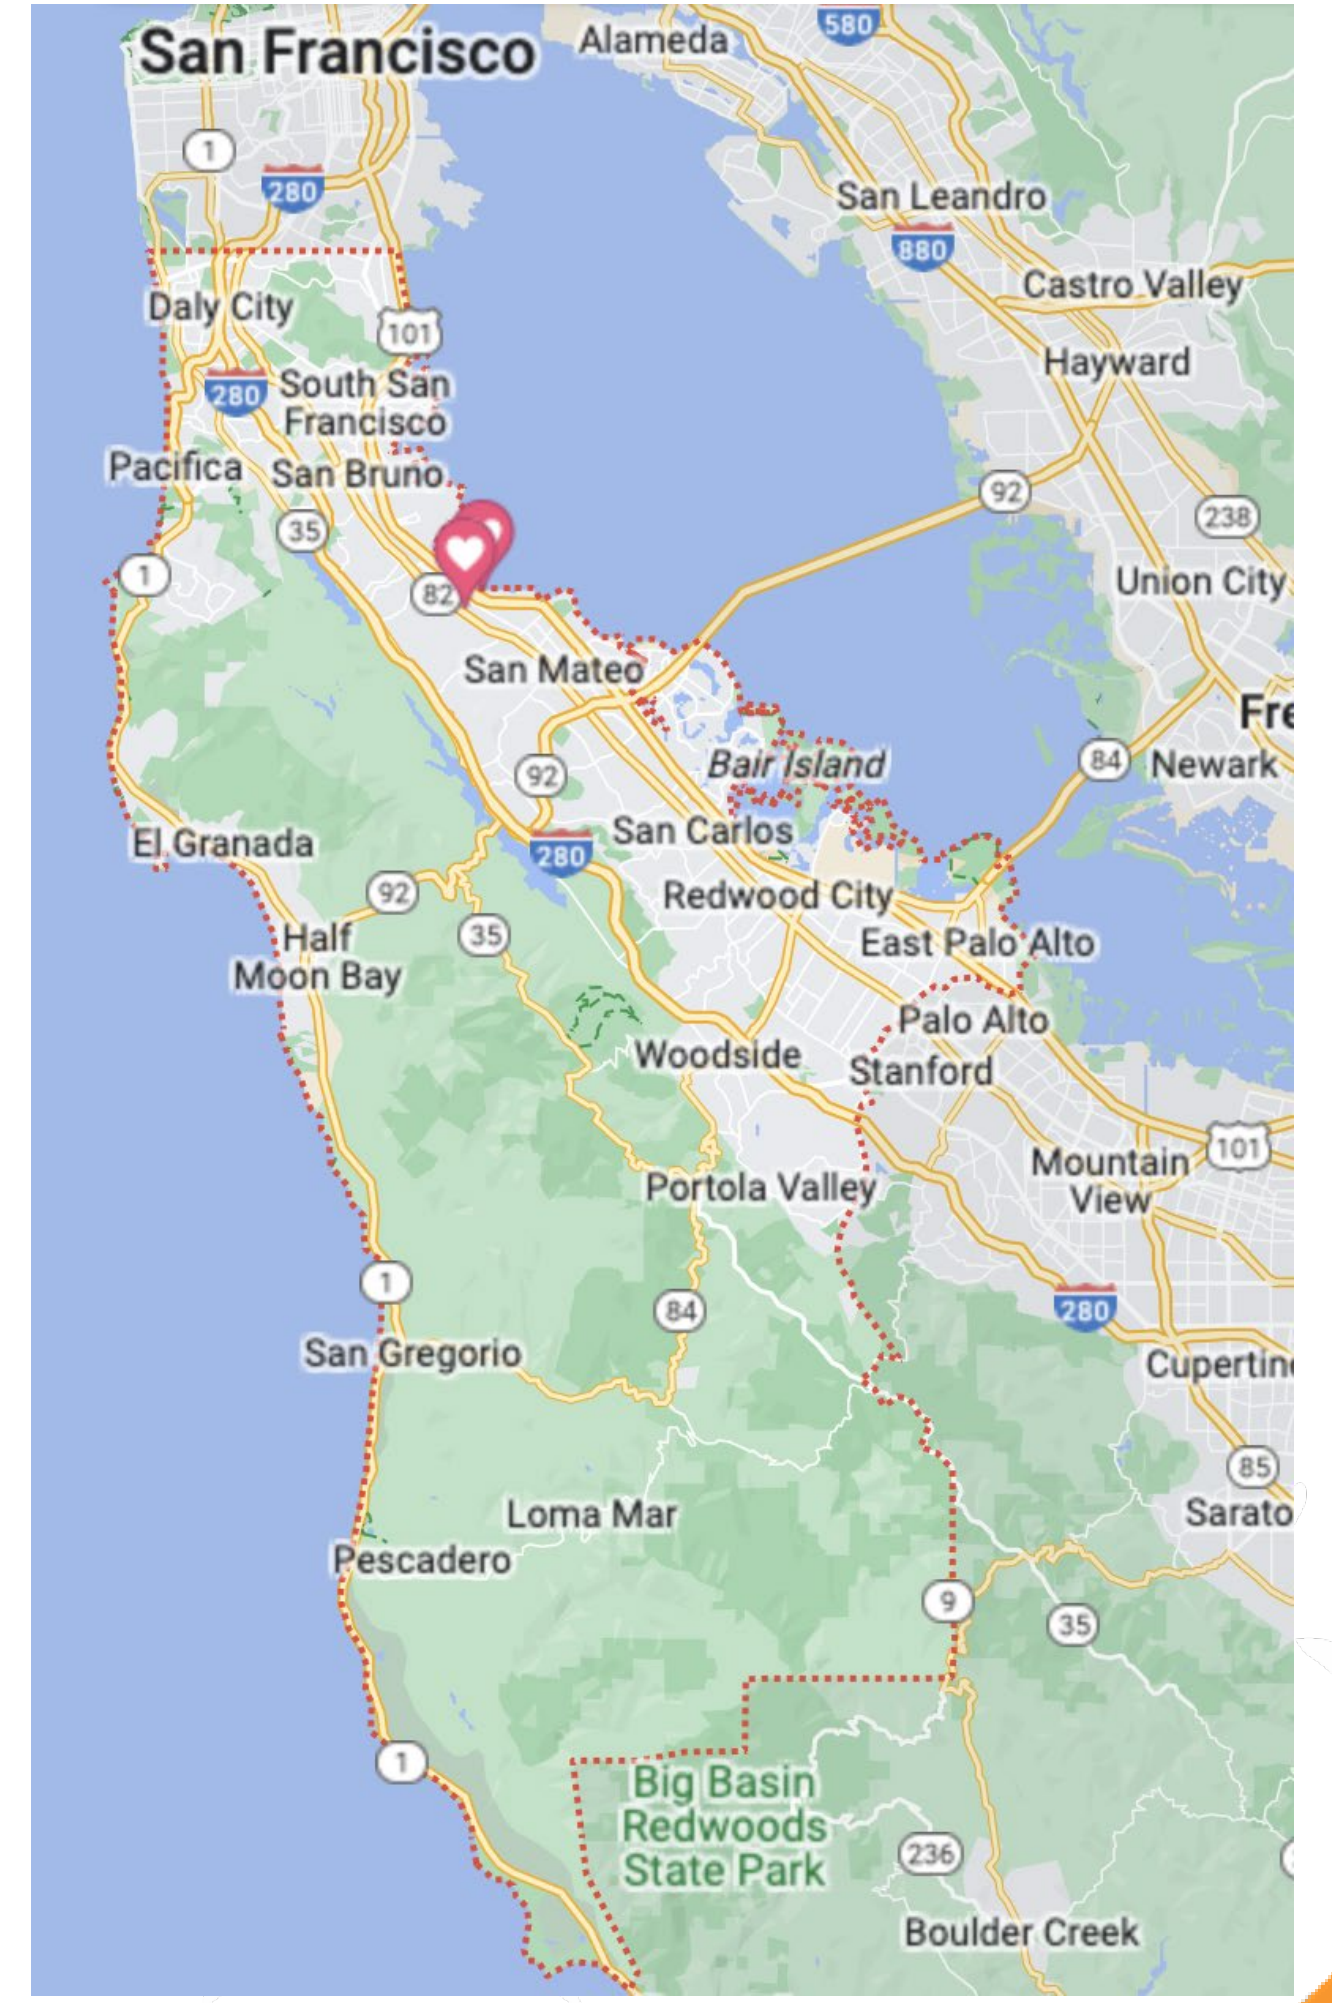 San Francisco
Alameda
580
1
280
San Leandro
880
Castro Valley
Daly City
101
Hayward
280
South San
Francisco
Pacifica
San Bruno
92
35
238
1
82
Union City
San Mateo
Fre
84
Newark
Bair Island
92
San Carlos
El Granada
280
92
Redwood City
35
Half
Moon Bay
East Palo Alto
Palo Alto
Woodside
Stanford
101
Mountain
View
Portola Valley
1
84
280
San Gregorio
Cupertin
85
Loma Mar
Sarato
Pescadero
9
35
1
Big Basin
Redwoods
State Park
236
Boulder Creek